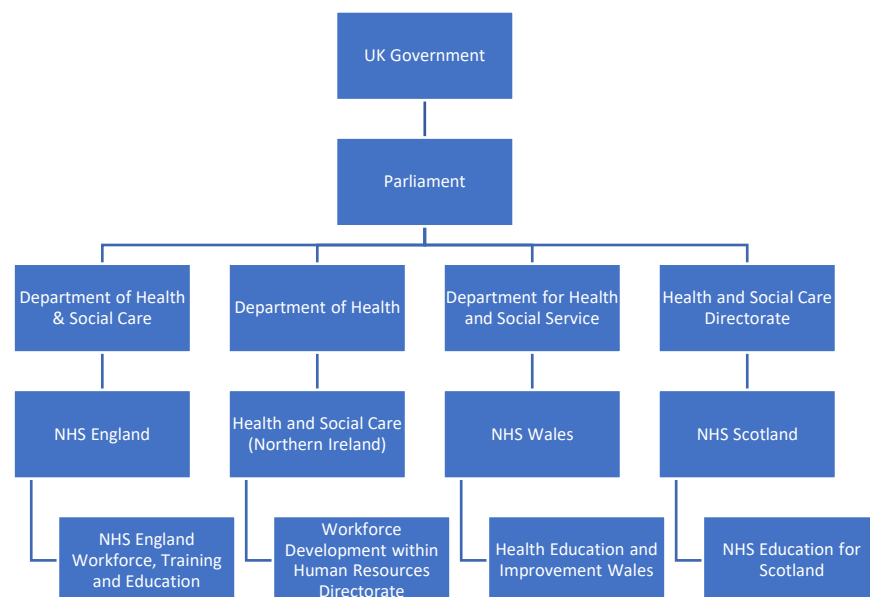 UK Government
Parliament
Department of Health
& Social Care
Department of Health
Department for Health
and Social Service
Health and Social Care
Directorate
NHS England
Health and Social Care
(Northern Ireland)
NHS Wales
NHS Scotland
NHS England
Workforce, Training
and Education
Workforce
Development within
Human Resources
Directorate
Health Education and
Improvement Wales
NHS Education for
Scotland